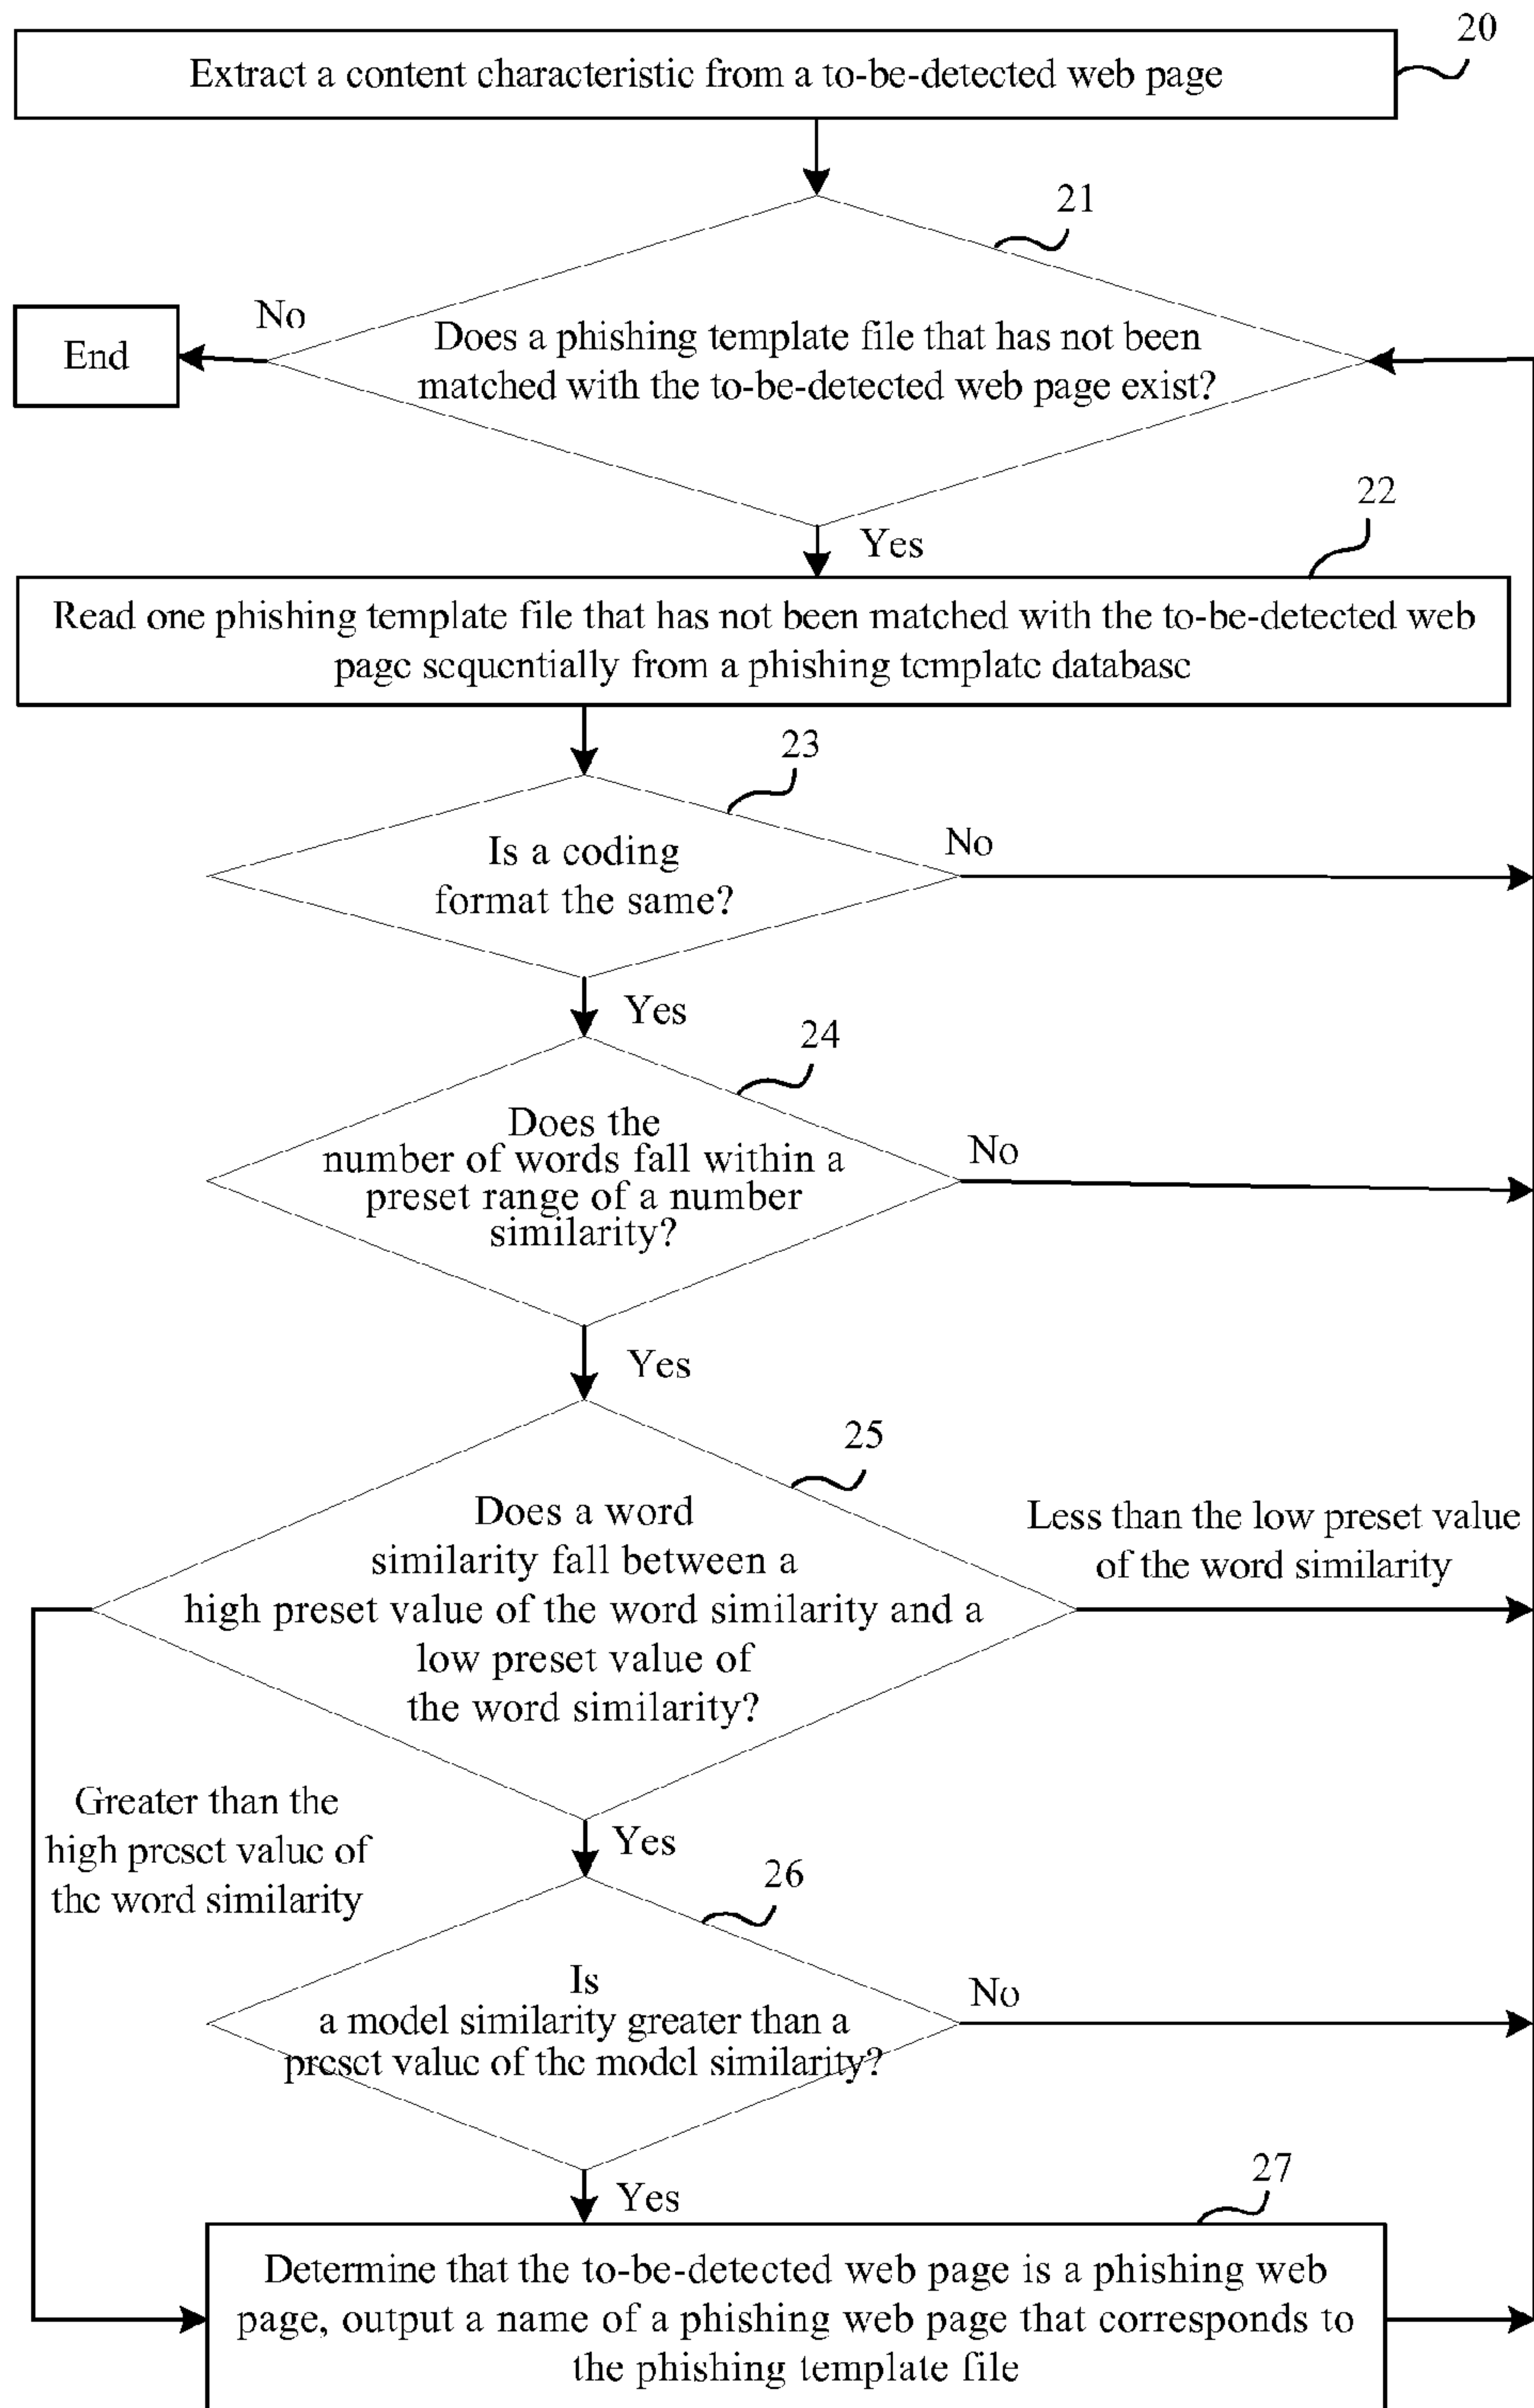 20
Extract a content characteristic from a to-be-detected web page
21
No
End
Does a phishing template file that has not been
matched with the to-be-detected web page exist?
22
Yes
Read one phishing template file that has not been matched with the to-be-detected web
page sequentially from a phishing template database
23
Is a coding
format the same?
No
Yes
24
Does the
number of words fall within a
preset range of a number
similarity?
No
Yes
25
Does a word
similarity fall between a
high preset value of the word similarity and a
low preset value of
the word similarity?
Less than the low preset value
of the word similarity
Greater than the
high preset value of
the word similarity
Yes
26
Is
a model similarity greater than a
preset value of the model similarity?
No
Yes
27
Determine that the to-be-detected web page is a phishing web
page, output a name of a phishing web page that corresponds to
the phishing template file